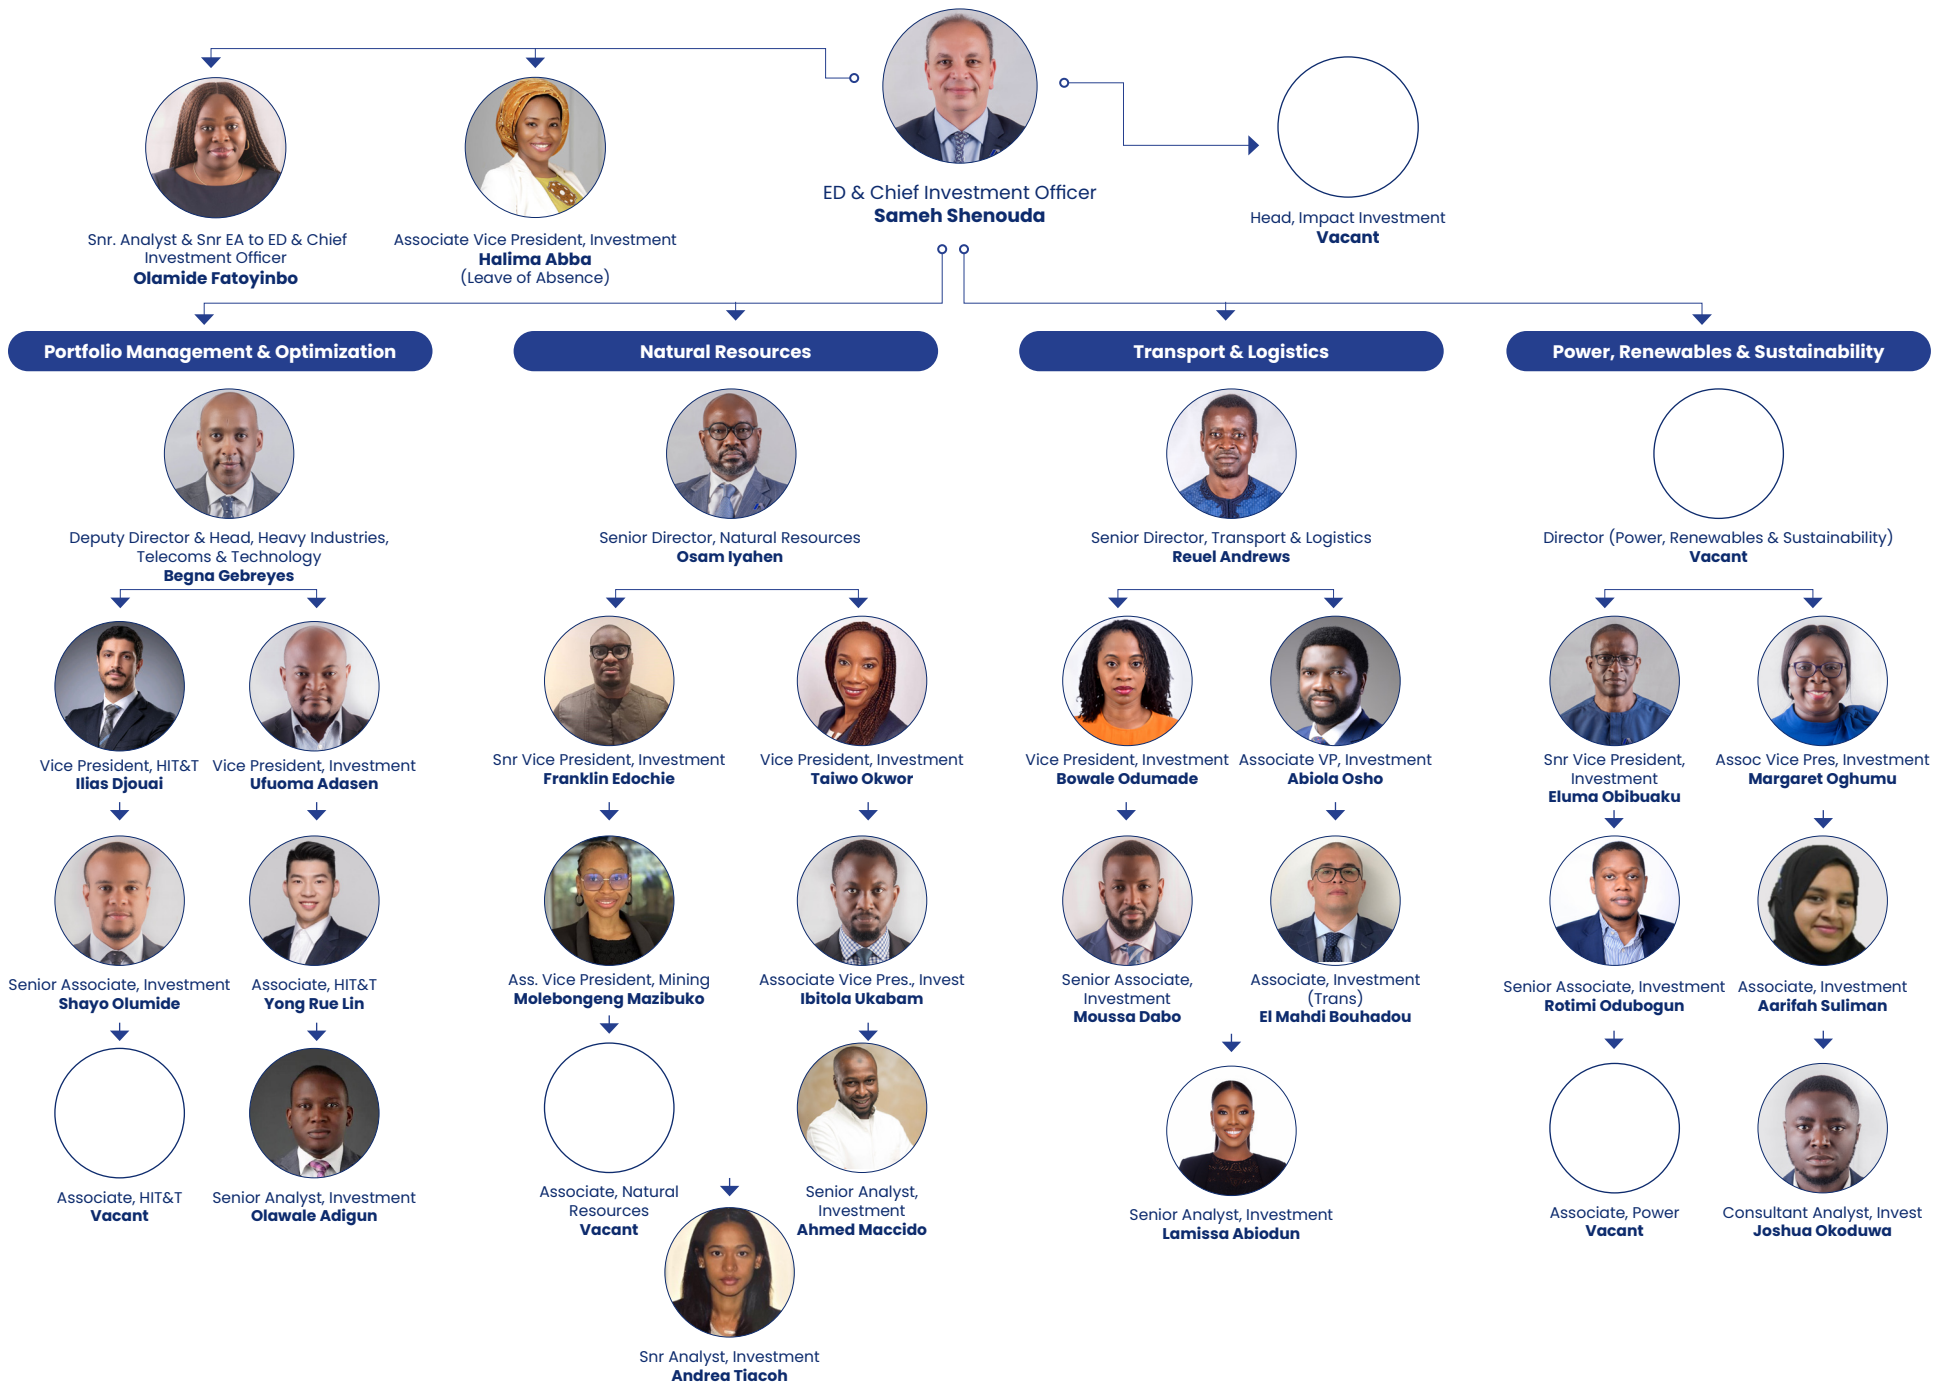 ED & Chief Investment Officer
Sameh Shenouda
Head, Impact Investment
Vacant
Snr. Analyst & Snr EA to ED & Chief
Investment Officer
Olamide Fatoyinbo
Associate Vice President, Investment
Halima Abba
(Leave of Absence)
Portfolio Management & Optimization
Natural Resources
Transport & Logistics
Power, Renewables & Sustainability
Deputy Director & Head, Heavy Industries,
Telecoms & Technology
Begna Gebreyes
Senior Director, Natural Resources
Osam Iyahen
Senior Director, Transport & Logistics
Reuel Andrews
Director (Power, Renewables & Sustainability)
Vacant
Vice President, HIT&T
Ilias Djouai
Vice President, Investment
Ufuoma Adasen
Snr Vice President, Investment
Franklin Edochie
Vice President, Investment
Taiwo Okwor
Vice President, Investment
Bowale Odumade
Associate VP, Investment
Abiola Osho
Snr Vice President,
Investment
Eluma Obibuaku
Assoc Vice Pres, Investment
Margaret Oghumu
Senior Associate, Investment
Shayo Olumide
Associate, HIT&T
Yong Rue Lin
Ass. Vice President, Mining
Molebongeng Mazibuko
Associate Vice Pres., Invest
Ibitola Ukabam
Senior Associate,
Investment
Moussa Dabo
Associate, Investment
(Trans)
El Mahdi Bouhadou
Senior Associate, Investment
Rotimi Odubogun
Associate, Investment
Aarifah Suliman
Associate, HIT&T
Vacant
Senior Analyst, Investment
Olawale Adigun
Associate, Natural
Resources
Vacant
Senior Analyst,
Investment
Ahmed Maccido
Senior Analyst, Investment
Lamissa Abiodun
Associate, Power
Vacant
Consultant Analyst, Invest
Joshua Okoduwa
Snr Analyst, Investment
Andrea Tiacoh